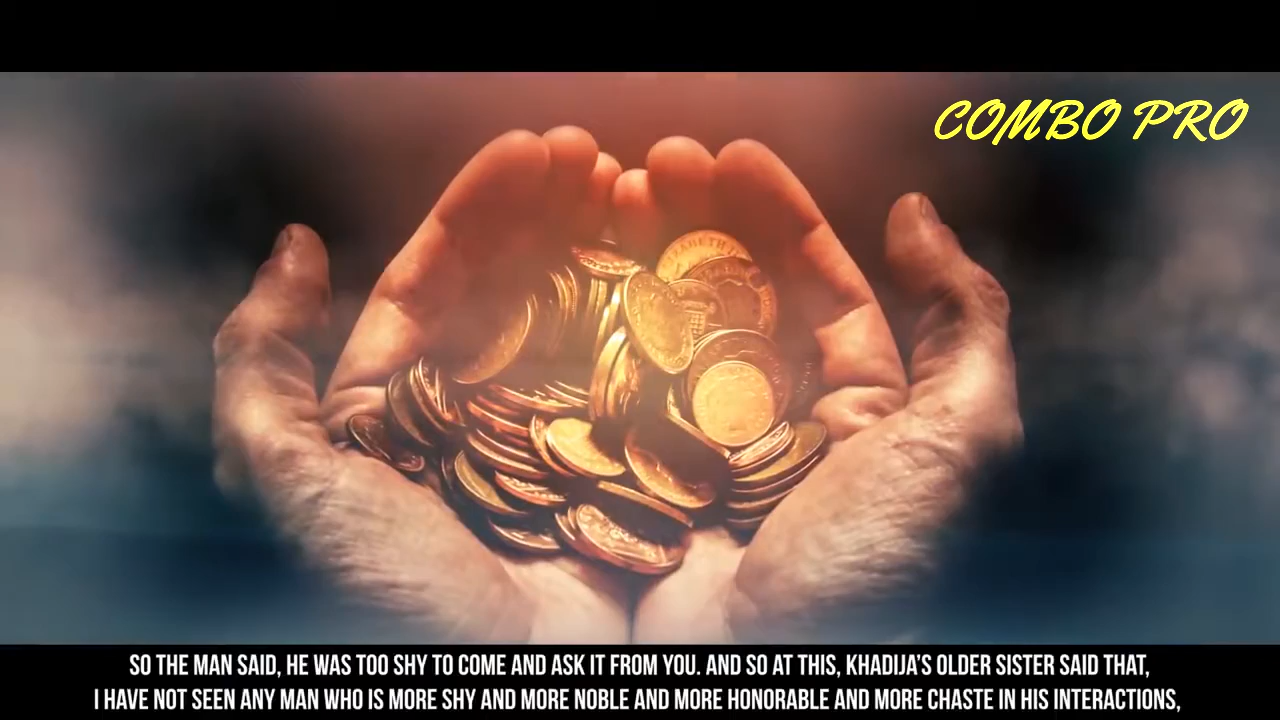 COMBO PRO
ZABETH II
SO THE MAN SAID, HE WAS TOO SHY TO COME AND ASK IT FROM YOU. AND SO AT THIS, KHADIJA'S OLDER SISTER SAID THAT,
I HAVE NOT SEEN ANY MAN WHO IS MORE SHY AND MORE NOBLE AND MORE HONORABLE AND MORE CHASTE IN HIS INTERACTIONS,